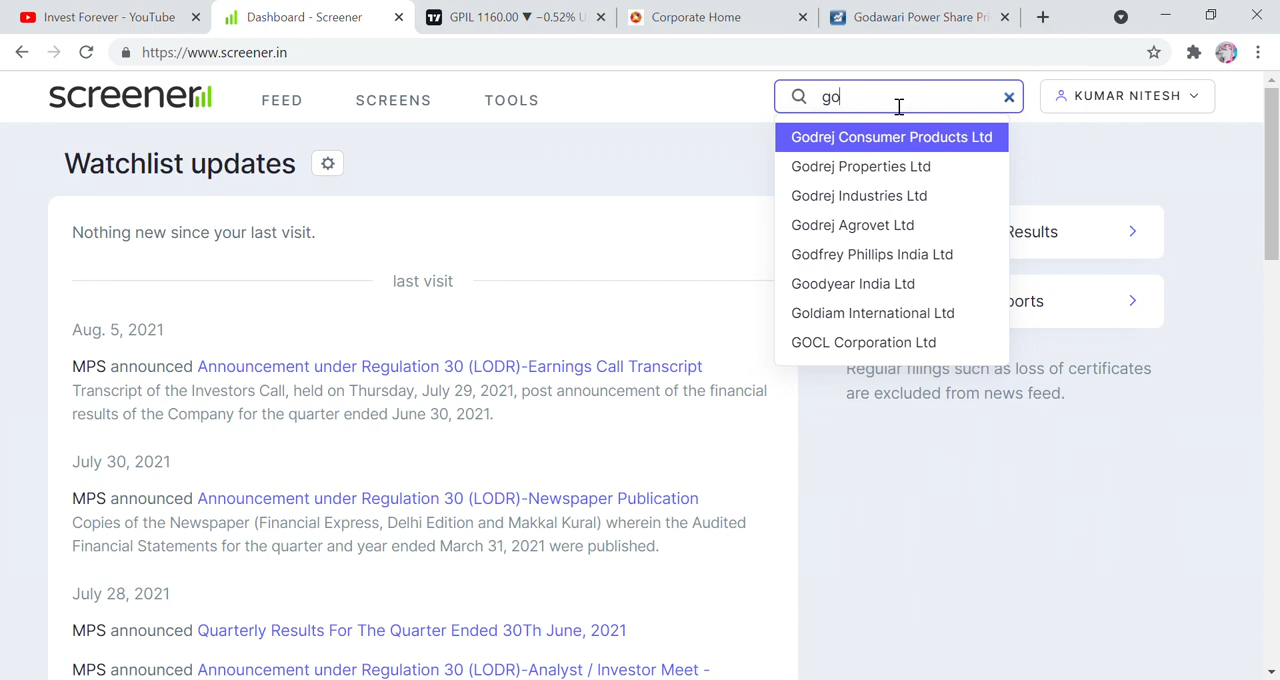 Invest Forever - YouTube
Dashboard - Screener
GPIL 1160.00 ▼ −0.52%
Corporate Home
Godawari Power Share
https://www.screener.in
screener
FEED
SCREENS
TOOLS
go
KUMAR NITESH
Godrej Consumer Products Ltd
Godrej Properties Ltd
Godrej Industries Ltd
Godrej Agrovet Ltd
Godfrey Phillips India Ltd
Goodyear India Ltd
Goldiam International Ltd
GOCL Corporation Ltd
Watchlist updates
Nothing new since your last visit.
last visit
Aug. 5, 2021
MPS announced Announcement under Regulation 30 (LODR)-Earnings Call Transcript
Transcript of the Investors Call, held on Thursday, July 29, 2021, post announcement of the financial
results of the Company for the quarter ended June 30, 2021.
July 30, 2021
MPS announced Announcement under Regulation 30 (LODR)-Newspaper Publication
Copies of the Newspaper (Financial Express, Delhi Edition and Makkal Kural) wherein the Audited
Financial Statements for the quarter and year ended March 31, 2021 were published.
July 28, 2021
MPS announced Quarterly Results For The Quarter Ended 30Th June, 2021
MPS announced Announcement under Regulation 30 (LODR)-Analyst / Investor Meet -
Results
Regular filings such as loss of certificates
are excluded from news feed.